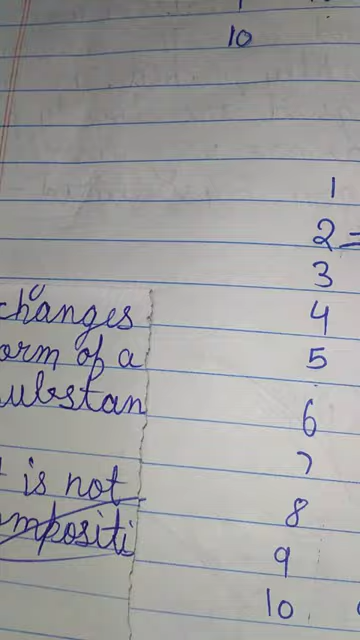 10
1
2 =
3
changes
4
orm of a
5
ubstan
6
7
is not
8
mpositi
9
10